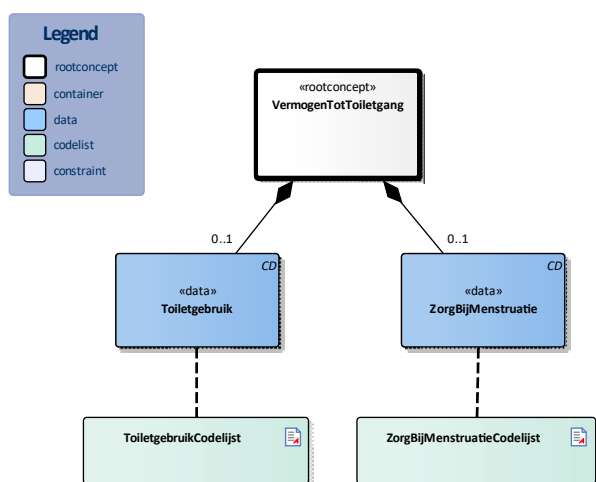 Legend
rootconcept
container
data
codelist
constraint
«rootconcept»
VermogenTotToiletgang
0..1
0..1
CD
«data»
Toiletgebruik
CD
«data»
ZorgBijMenstruatie
ToiletgebruikCodelijst
ZorgBijMenstruatieCodelijst